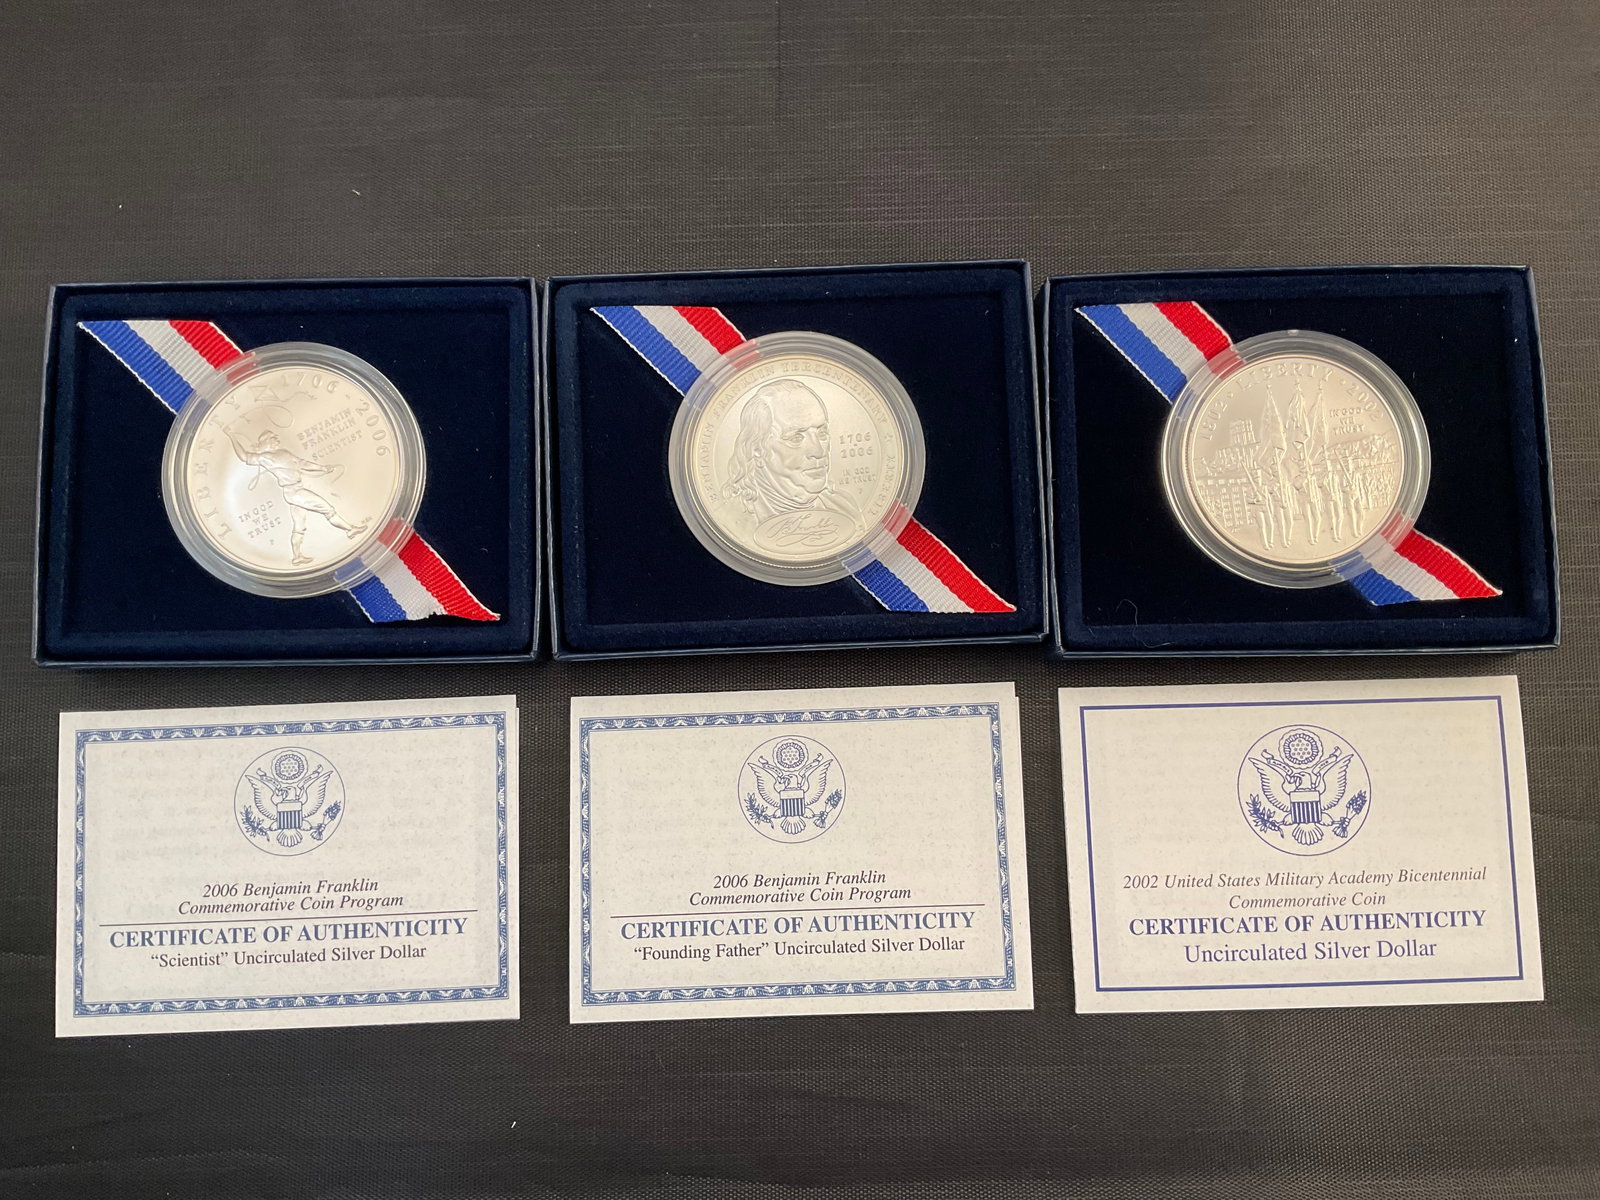 LIBERTY 1706 - 2006
BENJAMIN
FRANKLIN
SCIENTIST
IN GOD
WE
TRUST
P
BENJAMIN FRANKLIN TERCENTENARY LIBERTY
1706
2006
IN GOD
WE TRUST
P
B Franklin
1802 · LIBERTY · 2002
IN GOD
WE
TRUST
2006 Benjamin Franklin
Commemorative Coin Program
CERTIFICATE OF AUTHENTICITY
“Scientist” Uncirculated Silver Dollar
2006 Benjamin Franklin
Commemorative Coin Program
CERTIFICATE OF AUTHENTICITY
“Founding Father” Uncirculated Silver Dollar
2002 United States Military Academy Bicentennial
Commemorative Coin
CERTIFICATE OF AUTHENTICITY
Uncirculated Silver Dollar